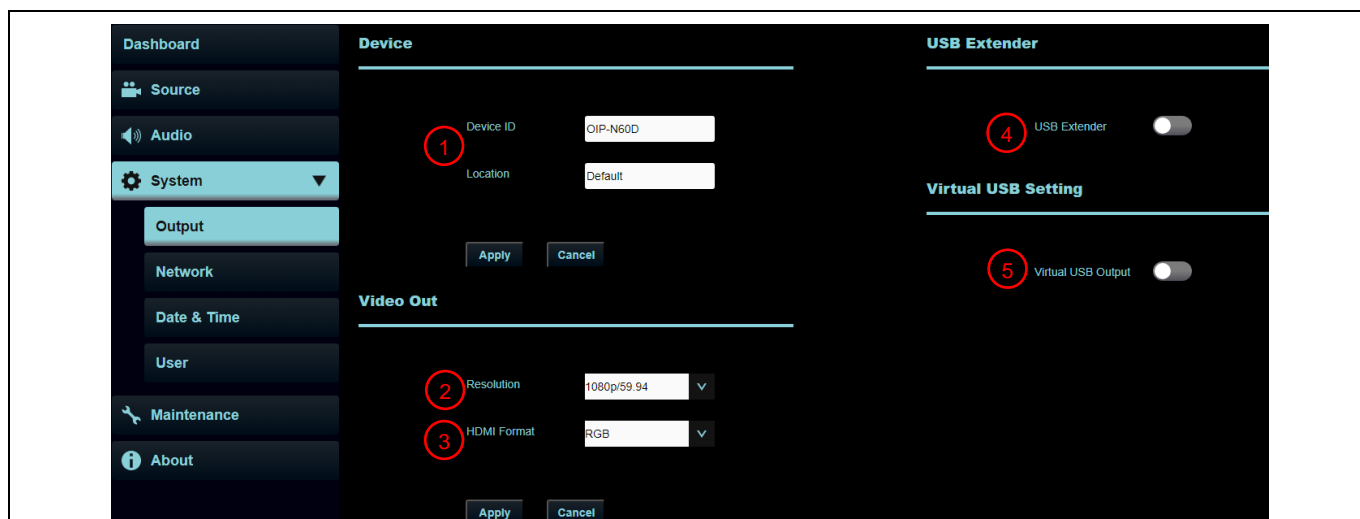 Dashboard
Source
Audio
System
Output
Network
Date & Time
User
Maintenance
About
Device
1
Device ID
OIP-N60D
Location
Default
Apply Cancel
Video Out
2
Resolution
1080p/59.94
3
HDMI Format
RGB
Apply Cancel
USB Extender
4
USB Extender
Virtual USB Setting
5
Virtual USB Output